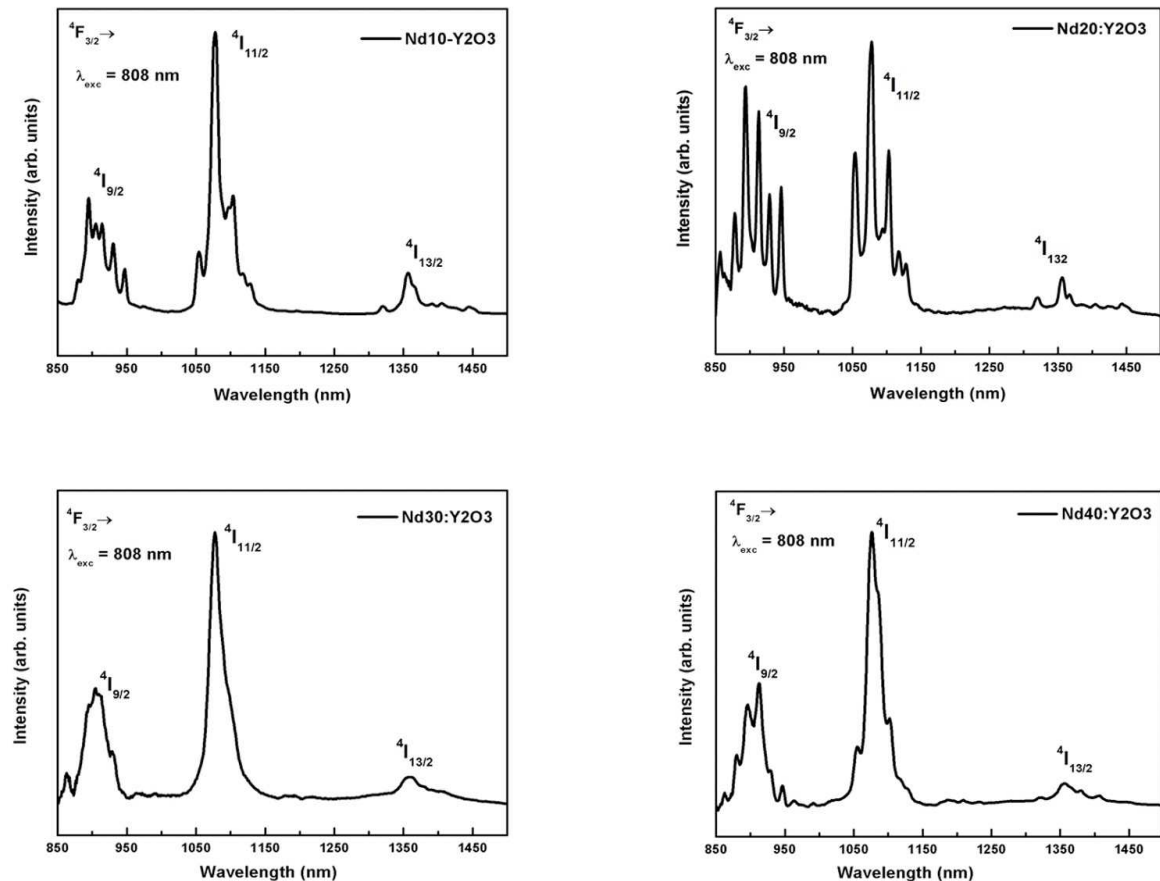 ⁴F₃/₂→
λexc = 808 nm
⁴I₁₁/₂
Nd10-Y2O3
⁴I₉/₂
⁴I₁₃/₂
Intensity (arb. units)
850 950 1050 1150 1250 1350 1450
Wavelength (nm)
⁴F₃/₂→
λexc = 808 nm
Nd20:Y2O3
⁴I₁₁/₂
⁴I₉/₂
⁴I₁₃₂
Intensity (arb. units)
850 950 1050 1150 1250 1350 1450
Wavelength (nm)
⁴F₃/₂→
λexc = 808 nm
⁴I₁₁/₂
Nd30:Y2O3
⁴I₉/₂
⁴I₁₃/₂
Intensity (arb. units)
850 950 1050 1150 1250 1350 1450
Wavelength (nm)
⁴F₃/₂→
λexc = 808 nm
⁴I₁₁/₂
Nd40:Y2O3
⁴I₉/₂
⁴I₁₃/₂
Intensity (arb. units)
850 950 1050 1150 1250 1350 1450
Wavelength (nm)